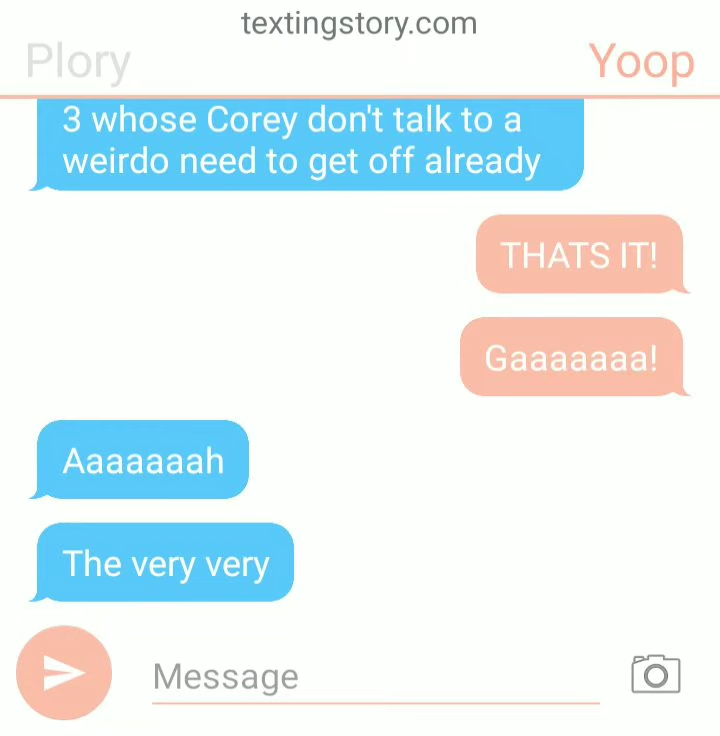 textingstory.com
Plory
Yoop
3 whose Corey don't talk to a
weirdo need to get off already
THATS IT!
Gaaaaaaa!
Aaaaaaah
The very very
Message